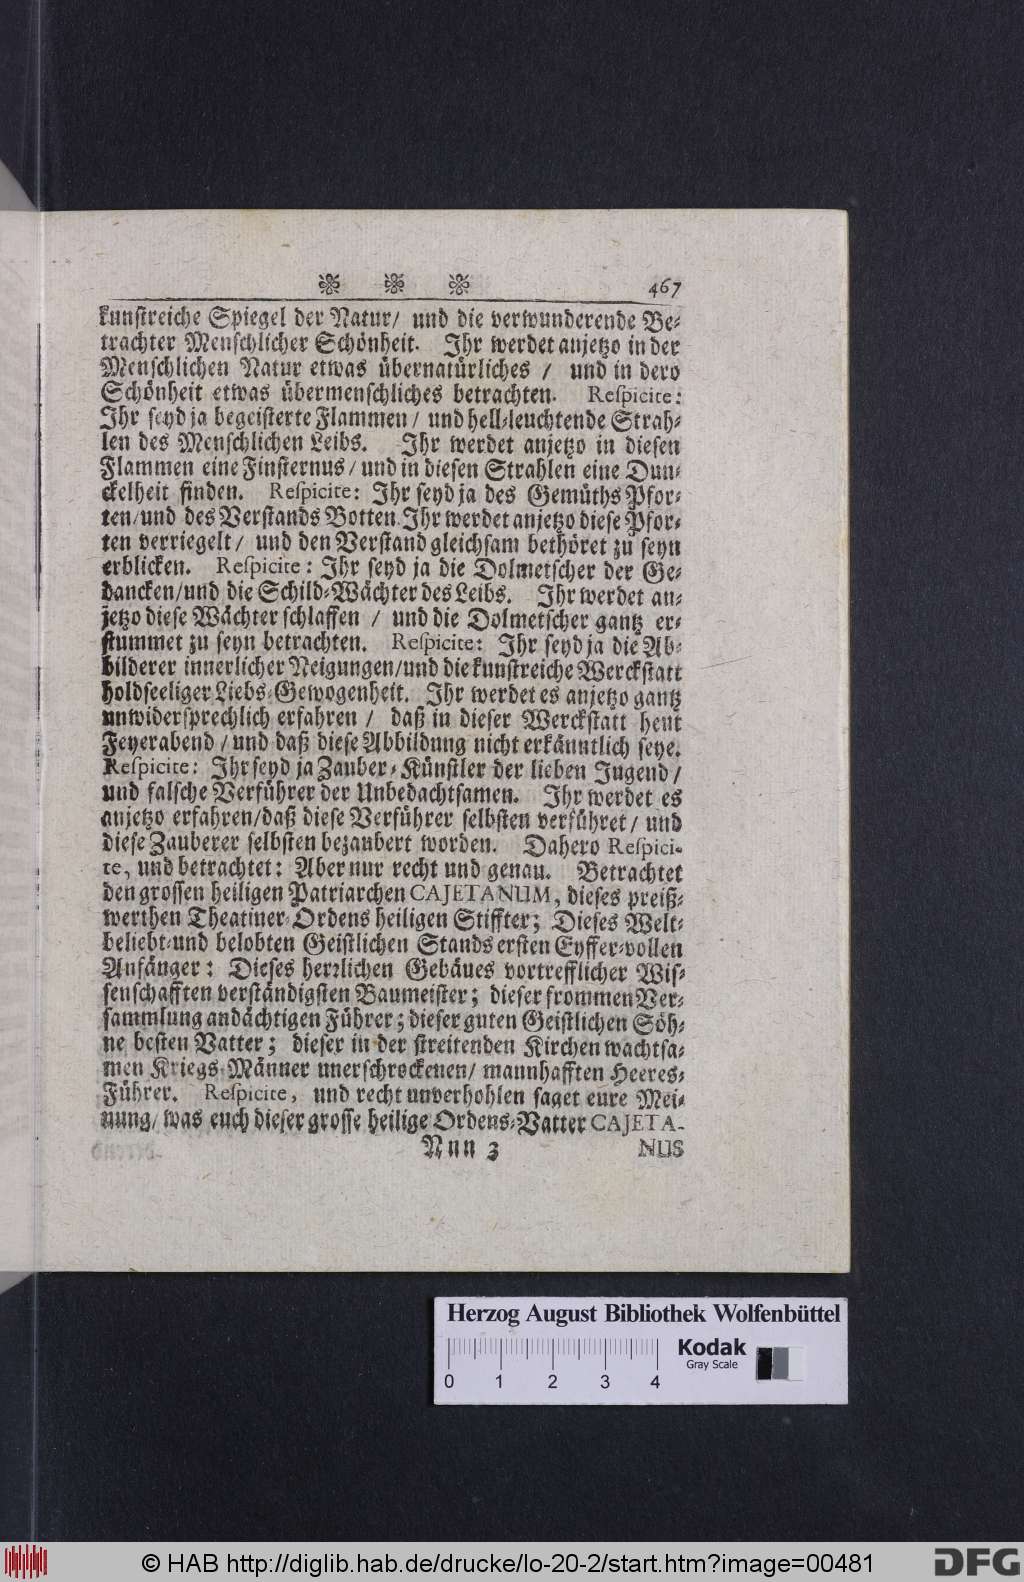 467
kunstreiche Spiegel der Natur/ und die verwunderende Be-
trachter Menschlicher Schönheit. Ihr werdet anjetzo in der
Menschlichen Natur etwas übernatürliches / und in dero
Schönheit etwas übermenschliches betrachten. Respicite:
Ihr seyd ja begeisterte Flammen / und hell-leuchtende Strah-
len des Menschlichen Leibs. Ihr werdet anjetzo in diesen
Flammen eine Finsternus / und in diesen Strahlen eine Dun-
ckelheit finden. Respicite: Ihr seyd ja des Gemüths Pfor-
ten/und des Verstands Botten. Ihr werdet anjetzo diese Pfor-
ten verriegelt / und den Verstand gleichsam bethöret zu seyn
erblicken. Respicite: Ihr seyd ja die Dolmetscher der Ge-
dancken/und die Schild-Wächter des Leibs. Ihr werdet an-
jetzo diese Wächter schlaffen / und die Dolmetscher gantz er-
stummet zu seyn betrachten. Respicite: Ihr seyd ja die Ab-
bilderer innerlicher Neigungen/und die kunstreiche Werckstatt
holdseeliger Liebs-Gewogenheit. Ihr werdet es anjetzo gantz
unwidersprechlich erfahren / daß in dieser Werckstatt heut
Feyerabend / und daß diese Abbildung nicht erkänntlich seye.
Respicite: Ihr seyd ja Zauber-Künstler der lieben Jugend /
und falsche Verführer der Unbedachtsamen. Ihr werdet es
anjetzo erfahren/daß diese Verführer selbsten verführet / und
diese Zauberer selbsten bezaubert worden. Dahero Respici-
te, und betrachtet: Aber nur recht und genau. Betrachtet
den grossen heiligen Patriarchen CAJETANUM, dieses preiß-
werthen Theatiner-Ordens heiligen Stiffter; Dieses Welt-
beliebt-und belobten Geistlichen Stands ersten Eyffer-vollen
Anfänger: Dieses herrlichen Gebäues vortrefflicher Wis-
senschafften verständigsten Baumeister; dieser frommen Ver-
sammlung andächtigen Führer; dieser guten Geistlichen Söh-
ne besten Vatter; dieser in der streitenden Kirchen wachtsa-
men Kriegs-Männer unerschrockenen/ mannhafften Heeres-
Führer. Respicite, und recht unverhohlen saget eure Mei-
nung/ was euch dieser grosse heilige Ordens-Vatter CAJETA-
Nnn 3 NUS
Herzog August Bibliothek Wolfenbüttel
Kodak
Gray Scale
0 1 2 3 4
© HAB http://diglib.hab.de/drucke/lo-20-2/start.htm?image=00481
DFG